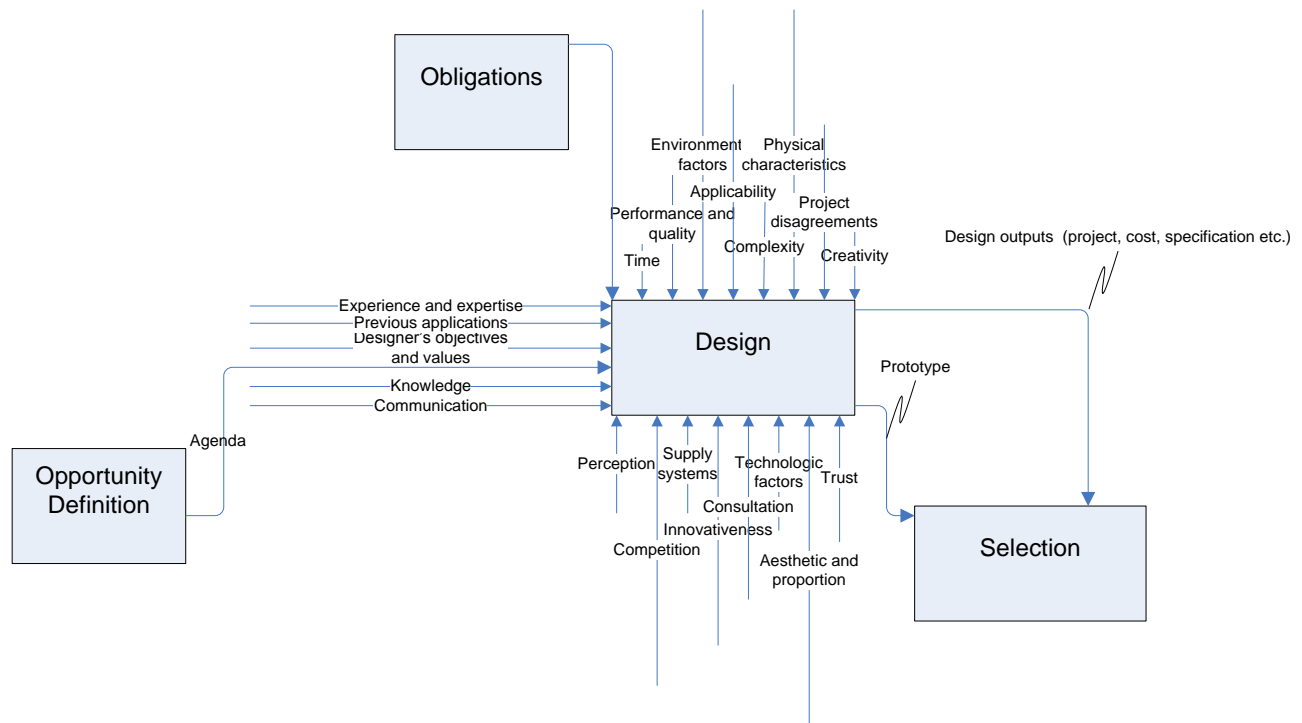 Obligations
Environment
factors
Physical
characteristics
Applicability
Project
disagreements
Performance and
quality
Complexity
Creativity
Time
Design outputs  (project, cost, specification etc.)
Experience and expertise
Previous applications
Designer's objectives
and values
Knowledge
Communication
Design
Prototype
Agenda
Opportunity
Definition
Perception
Supply
systems
Technologic
factors
Trust
Consultation
Innovativeness
Competition
Aesthetic and
proportion
Selection